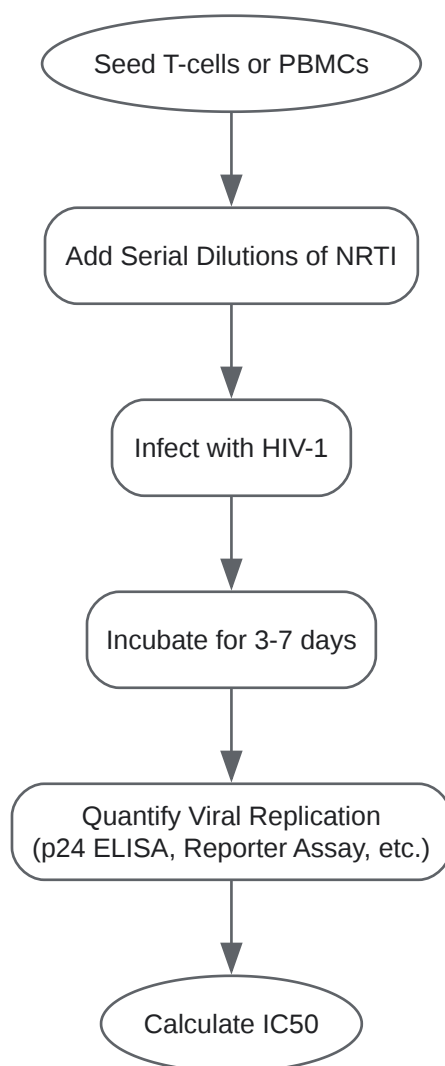 Seed T-cells or PBMCs
Add Serial Dilutions of NRTI
Infect with HIV-1
Incubate for 3-7 days
Quantify Viral Replication
(p24 ELISA, Reporter Assay, etc.)
Calculate IC50